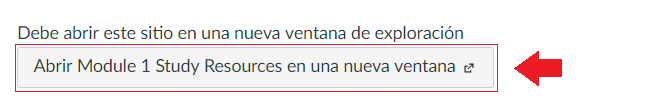 Debe abrir este sitio en una nueva ventana de exploración
Abrir Module 1 Study Resources en una nueva ventana